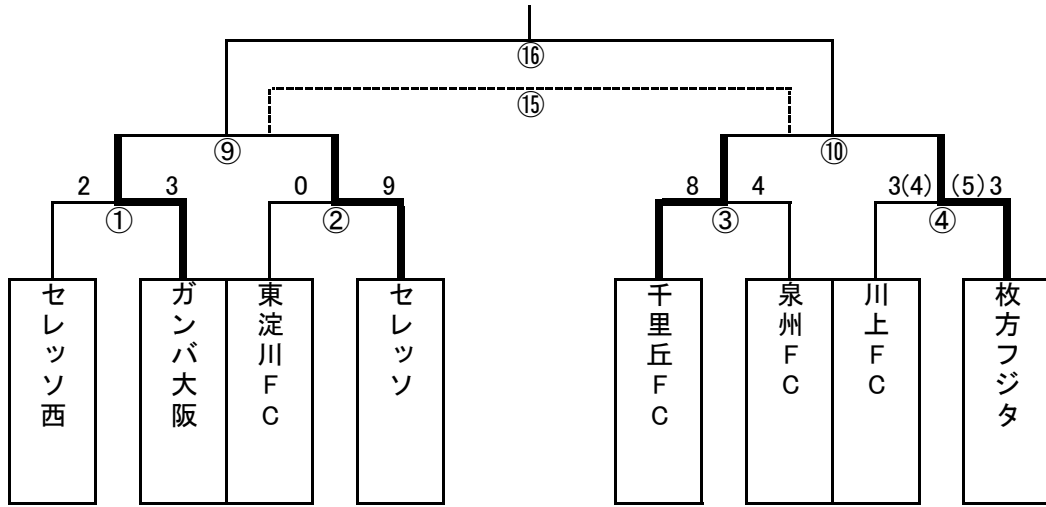 ⑯
⑮
⑨
⑩
2 3 0 9 8 4 3(4) (5)3
① ② ③ ④
セレッソ西
ガンバ大阪
東淀川FC
セレッソ
千里丘FC
泉州FC
川上FC
枚方フジタ